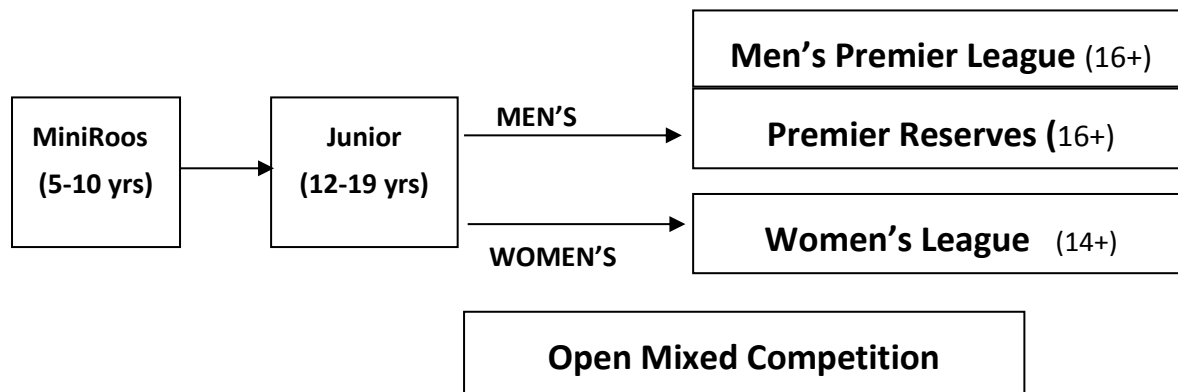 MiniRoos
(5-10 yrs)
Junior
(12-19 yrs)
MEN’S
WOMEN’S
Men’s Premier League (16+)
Premier Reserves (16+)
Women’s League (14+)
Open Mixed Competition